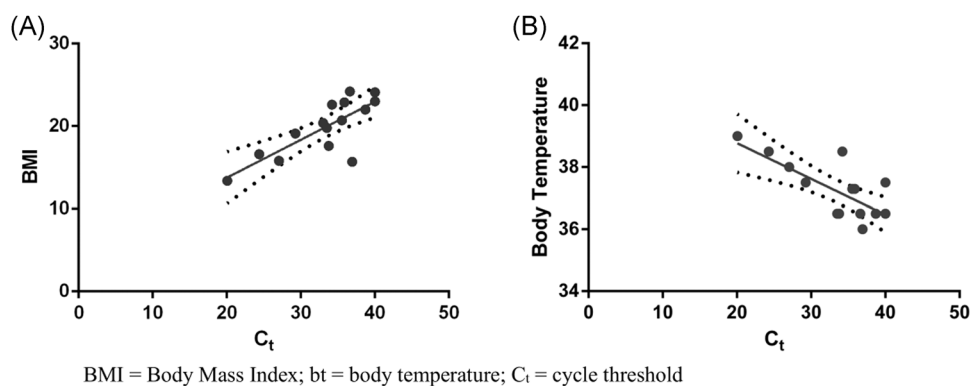 (A)
30
20
10
0
BMI
0 10 20 30 40 50
Ct
(B)
42
40
38
36
34
Body Temperature
0 10 20 30 40 50
Ct
BMI = Body Mass Index; bt = body temperature; Ct = cycle threshold